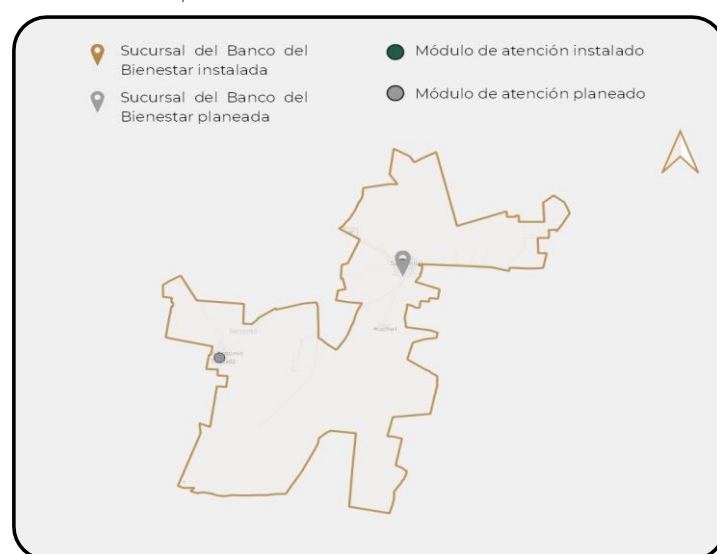 Sucursal del Banco del
Bienestar instalada
Sucursal del Banco del
Bienestar planeada
Módulo de atención instalado
Módulo de atención planeado